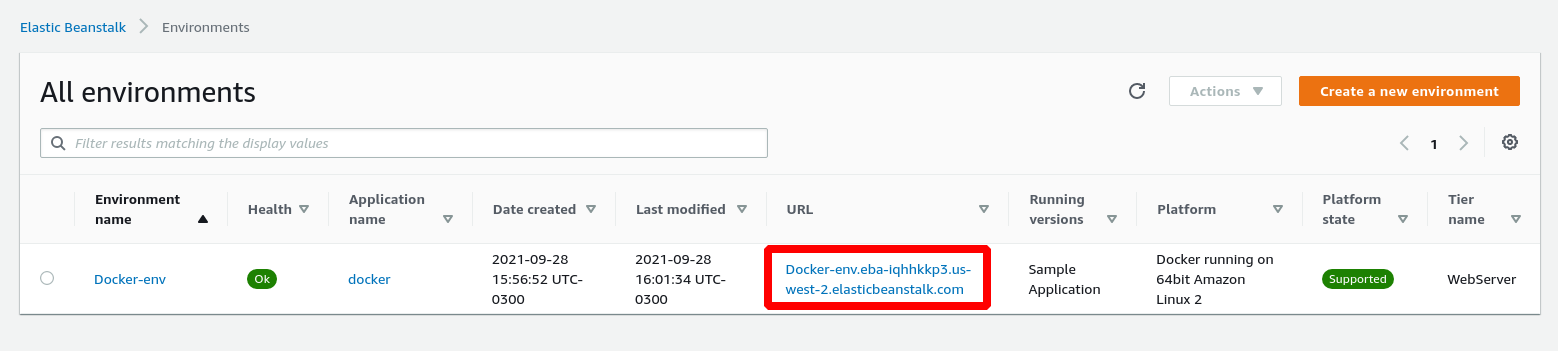 Elastic Beanstalk > Environments
All environments
Actions
Create a new environment
Filter results matching the display values
1
Environment name
Health
Application name
Date created
Last modified
URL
Running versions
Platform
Platform state
Tier name
Docker-env
Ok
docker
2021-09-28
15:56:52 UTC-
0300
2021-09-28
16:01:34 UTC-
0300
Docker-env.eba-iqhhkkp3.us-
west-2.elasticbeanstalk.com
Sample
Application
Docker running on
64bit Amazon
Linux 2
Supported
WebServer